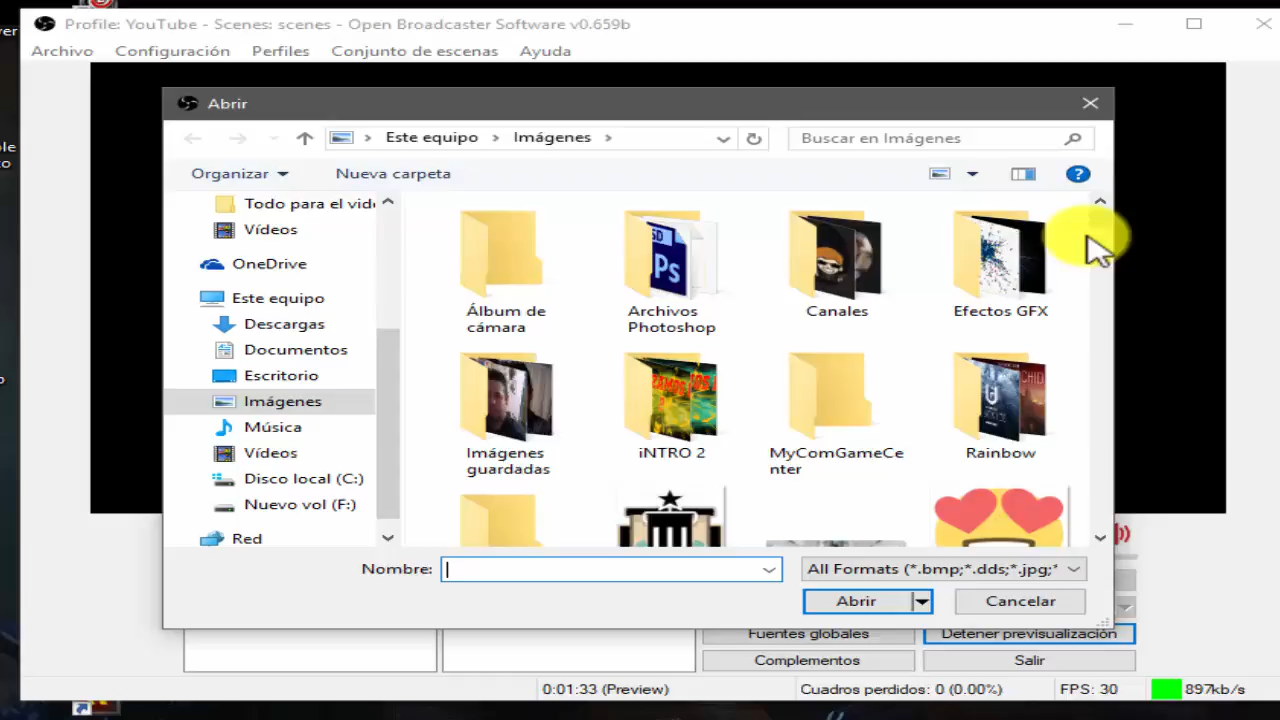 Profile: YouTube - Scenes: scenes - Open Broadcaster Software v0.659b
Archivo Configuración Perfiles Conjunto de escenas Ayuda
Abrir
Este equipo > Imágenes >
Buscar en Imágenes
Organizar
Nueva carpeta
Todo para el vid
Vídeos
OneDrive
Este equipo
Descargas
Documentos
Escritorio
Imágenes
Música
Vídeos
Disco local (C:)
Nuevo vol (F:)
Red
Álbum de
cámara
Archivos
Photoshop
Canales
Efectos GFX
Imágenes
guardadas
iNTRO 2
MyComGameCe
nter
Rainbow
Nombre:
All Formats (*.bmp;*.dds;*.jpg;*
Abrir
Cancelar
Fuentes globales
Detener previsualización
Complementos
Salir
0:01:33 (Preview)
Cuadros perdidos: 0 (0.00%)
FPS: 30
897kb/s